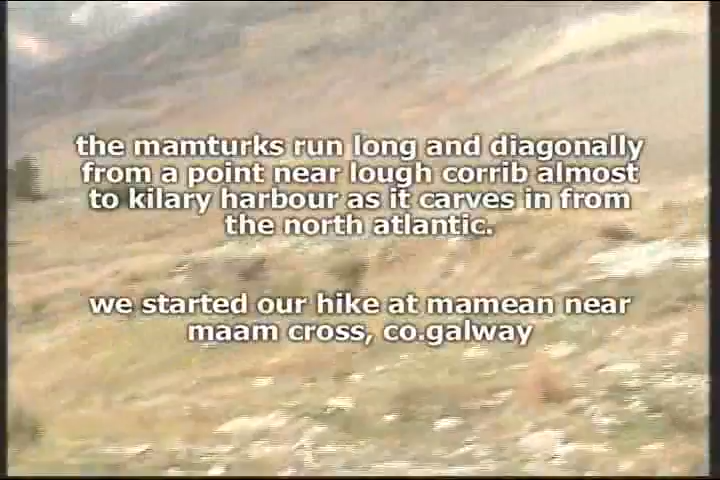 the mamturks run long and diagonally
from a point near lough corrib almost
to kilary harbour as it carves in from
the north atlantic.
we started our hike at mamean near
maam cross, co.galway